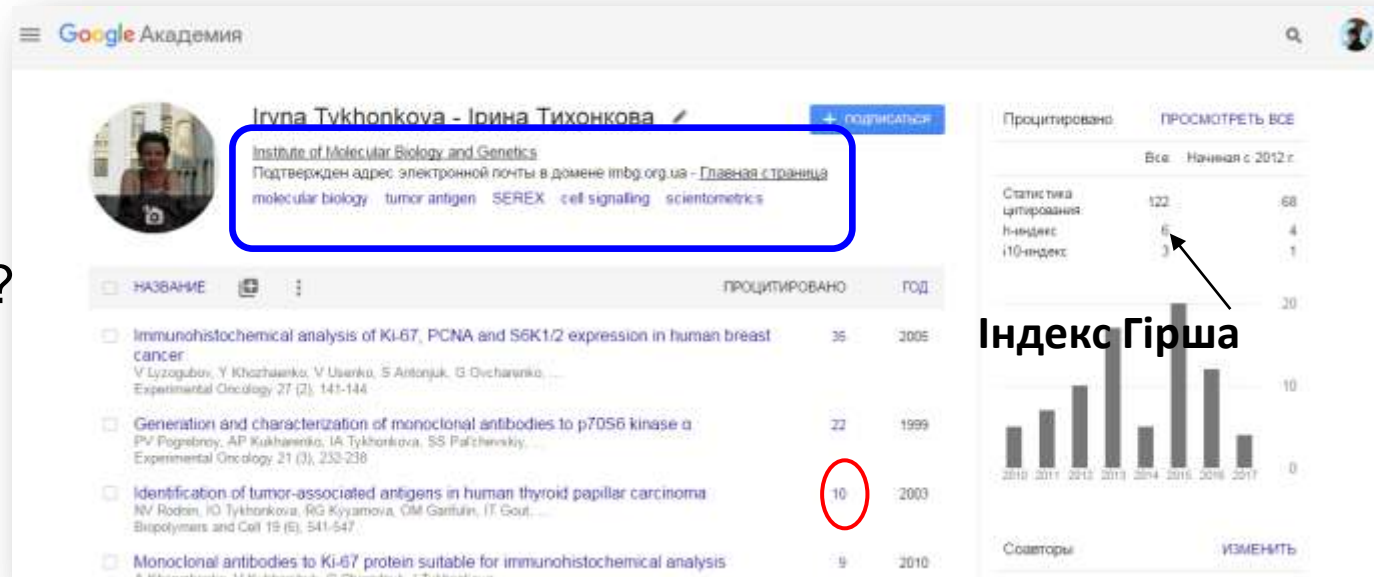 Google Академия
Iryna Tykhonkova - Ірина Тихонкова
+ ПОДПИСАТЬСЯ
Institute of Molecular Biology and Genetics
Подтвержден адрес электронной почты в домене imbg.org.ua - Главная страница
molecular biology tumor antigen SEREX cell signalling scientometrics
?
НАЗВАНИЕ ПРОЦИТИРОВАНО ГОД
Immunohistochemical analysis of Ki-67, PCNA and S6K1/2 expression in human breast 35 2005
cancer
V Lyzogubov, Y Khozhaenko, V Usenko, S Antonjuk, G Ovcharenko, ...
Experimental Oncology 27 (2), 141-144
Generation and characterization of monoclonal antibodies to p70S6 kinase α 22 1999
PV Pogrebnoy, AP Kukharenko, IA Tykhonkova, SS Pal'chevskiy, ...
Experimental Oncology 21 (3), 232-238
Identification of tumor-associated antigens in human thyroid papillar carcinoma 10 2003
NV Rodnin, IO Tykhonkova, RG Kyyamova, OM Garifulin, IT Gout, ...
Biopolymers and Cell 19 (6), 541-547
Monoclonal antibodies to Ki-67 protein suitable for immunohistochemical analysis 9 2010
Процитировано ПРОСМОТРЕТЬ ВСЕ
Все Начиная с 2012 г.
Статистика
цитирования 122 68
h-индекс 6 4
i10-индекс 3 1
Індекс Гірша
20
10
0
2010 2011 2012 2013 2014 2015 2016 2017
Соавторы ИЗМЕНИТЬ